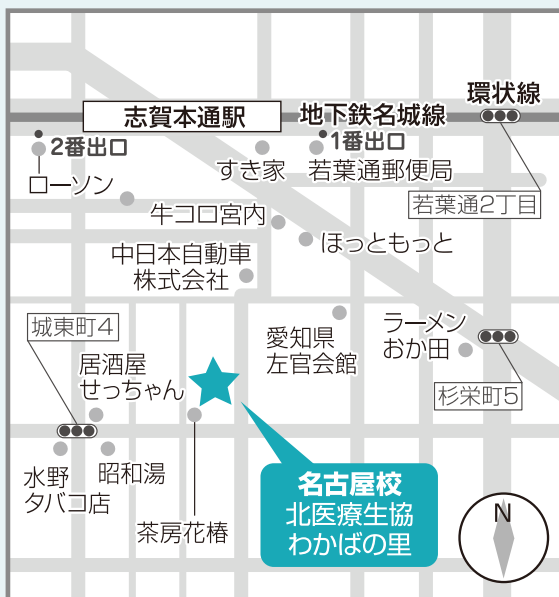 環状線
志賀本通駅
地下鉄名城線
2番出口
1番出口
すき家
若葉通郵便局
ローソン
若葉通2丁目
牛コロ宮内
ほっともっと
中日本自動車
株式会社
城東町4
愛知県
左官会館
ラーメン
おか田
居酒屋
せっちゃん
杉栄町5
水野
タバコ店
昭和湯
茶房花椿
名古屋校
北医療生協
わかばの里
N